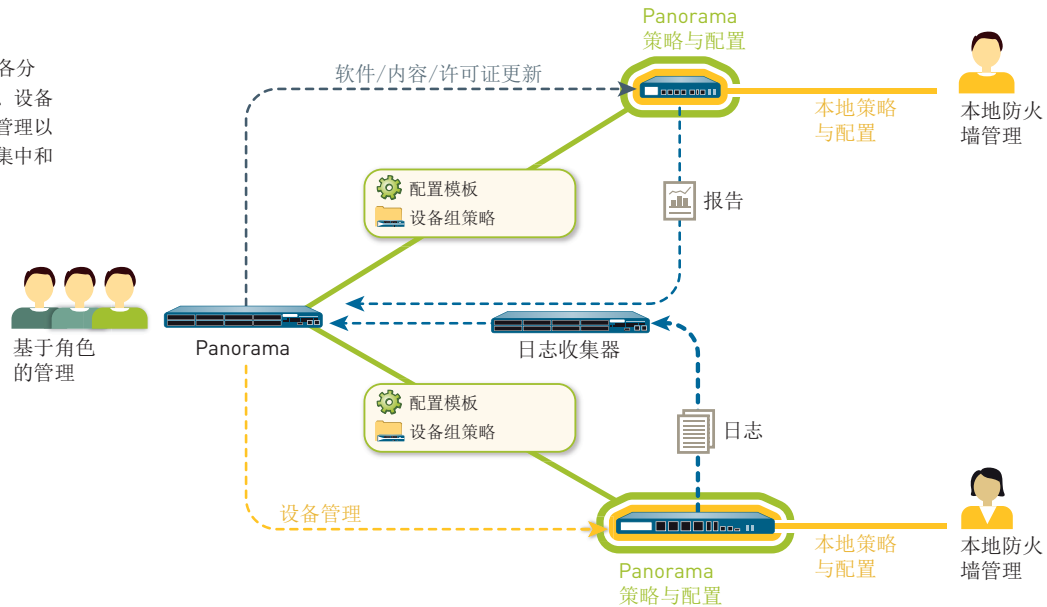 各分
。设备
管理以
集中和
Panorama
策略与配置
软件/内容/许可证更新
本地策略
与配置
本地防火
墙管理
配置模板
设备组策略
报告
基于角色
的管理
Panorama
日志收集器
配置模板
设备组策略
日志
设备管理
本地策略
与配置
本地防火
墙管理
Panorama
策略与配置